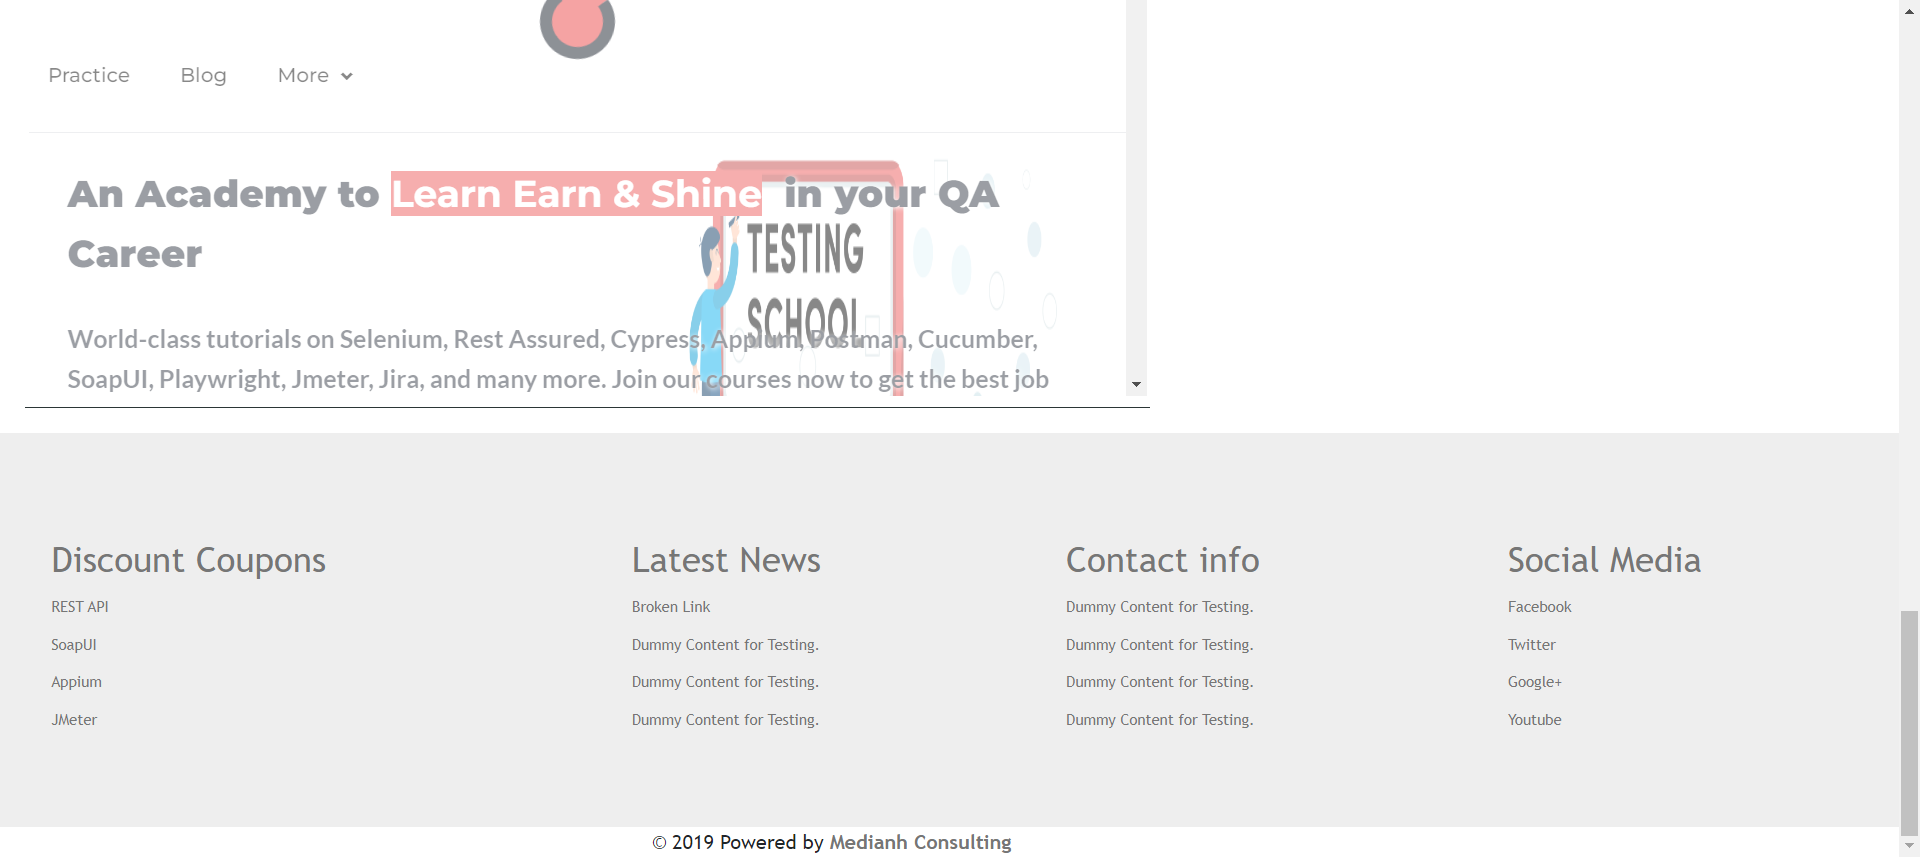 Practice Blog More
An Academy to Learn Earn & Shine in your QA
Career
TESTING
SCHOOL
World-class tutorials on Selenium, Rest Assured, Cypress, Appium, Postman, Cucumber,
SoapUI, Playwright, Jmeter, Jira, and many more. Join our courses now to get the best job
Discount Coupons Latest News Contact info Social Media
REST API Broken Link Dummy Content for Testing. Facebook
SoapUI Dummy Content for Testing. Dummy Content for Testing. Twitter
Appium Dummy Content for Testing. Dummy Content for Testing. Google+
JMeter Dummy Content for Testing. Dummy Content for Testing. Youtube
© 2019 Powered by Medianh Consulting